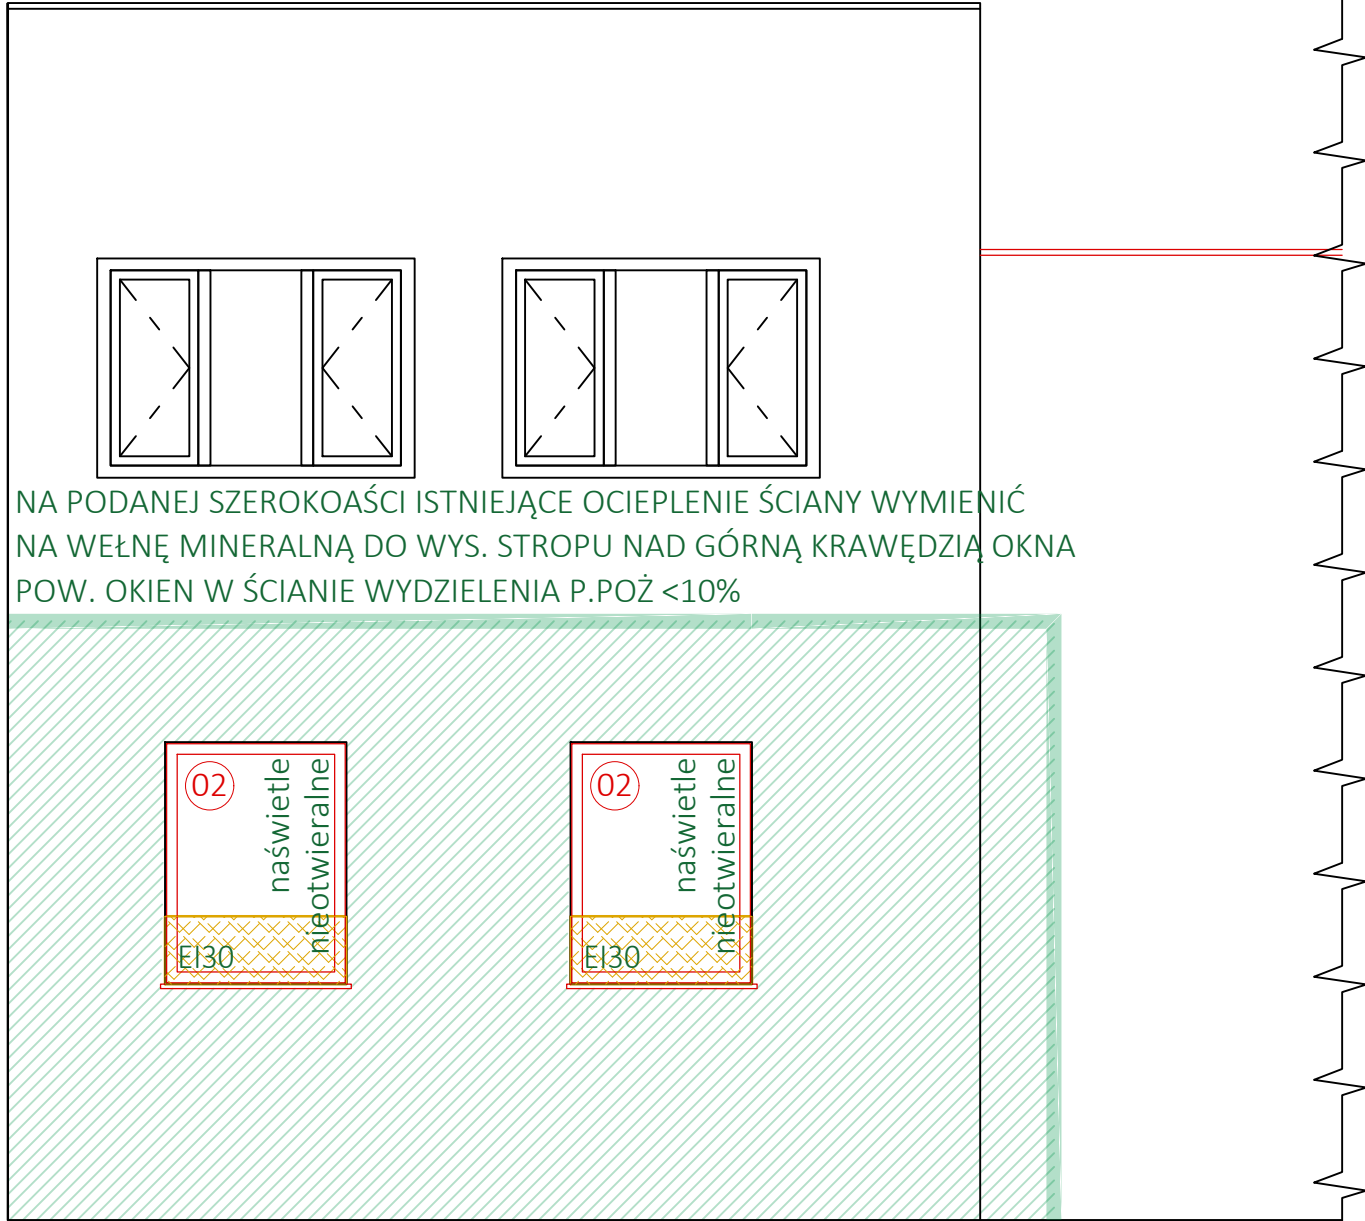 NA PODANEJ SZEROKOAŚCI ISTNIEJĄCE OCIEPLENIE ŚCIANY WYMIENIĆ
NA WEŁNĘ MINERALNĄ DO WYS. STROPU NAD GÓRNĄ KRAWĘDZIĄ OKNA
POW. OKIEN W ŚCIANIE WYDZIELENIA P.POŻ <10%
02
naświetle
nieotwieralne
EI30
02
naświetle
nieotwieralne
EI30